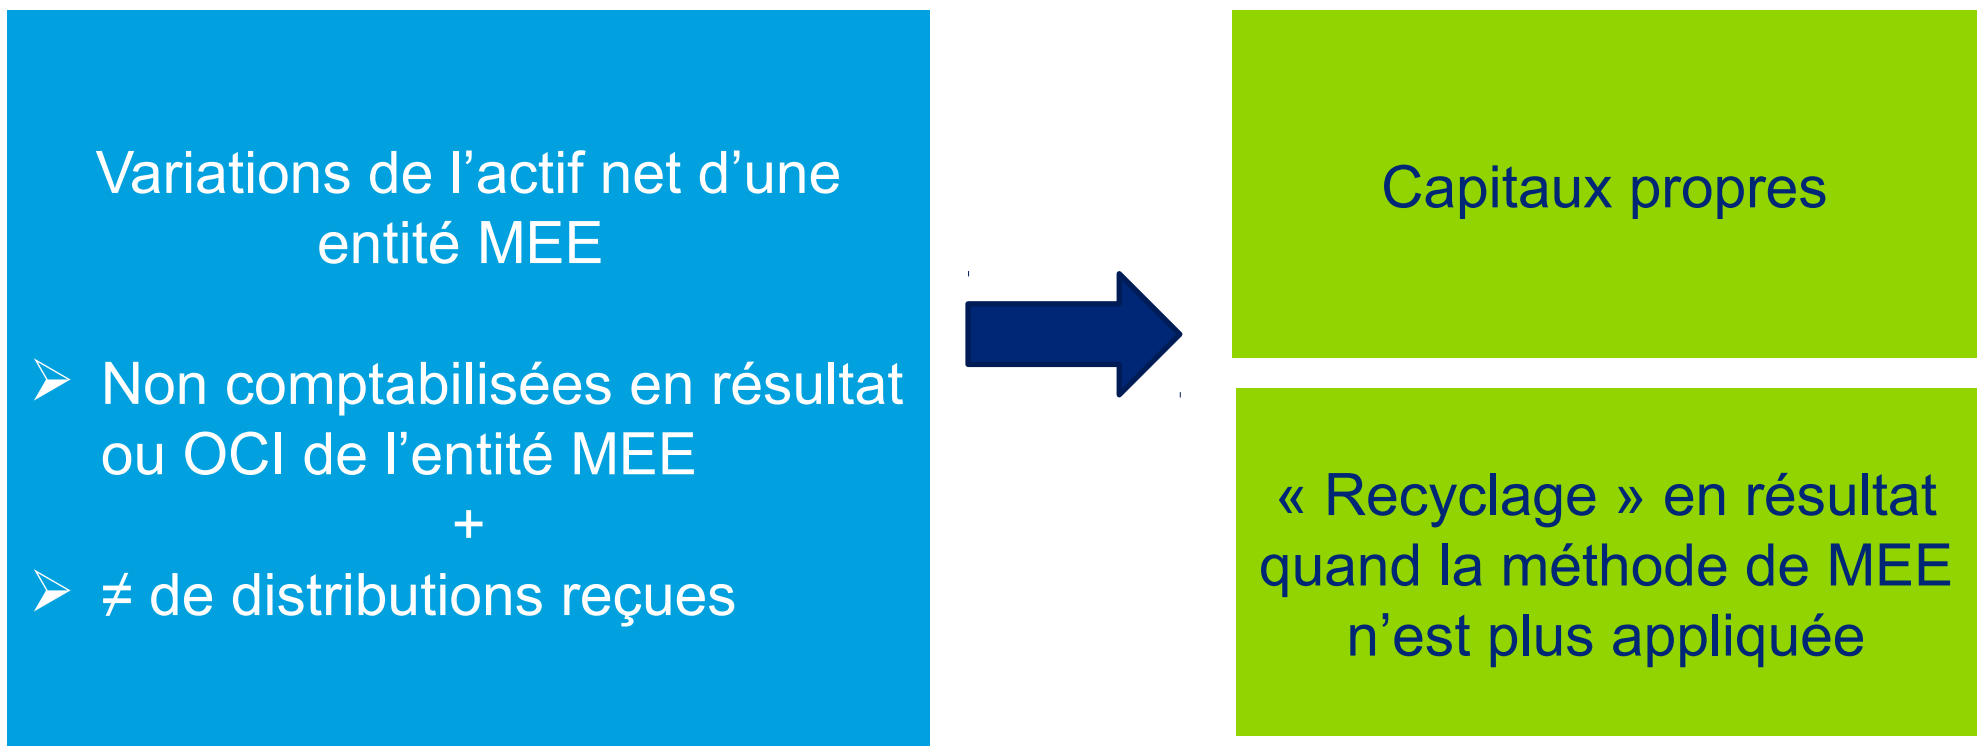 Variations de l’actif net d’une
entité MEE
➢ Non comptabilisées en résultat
ou OCI de l’entité MEE
+
➢ ≠ de distributions reçues
Capitaux propres
« Recyclage » en résultat
quand la méthode de MEE
n’est plus appliquée